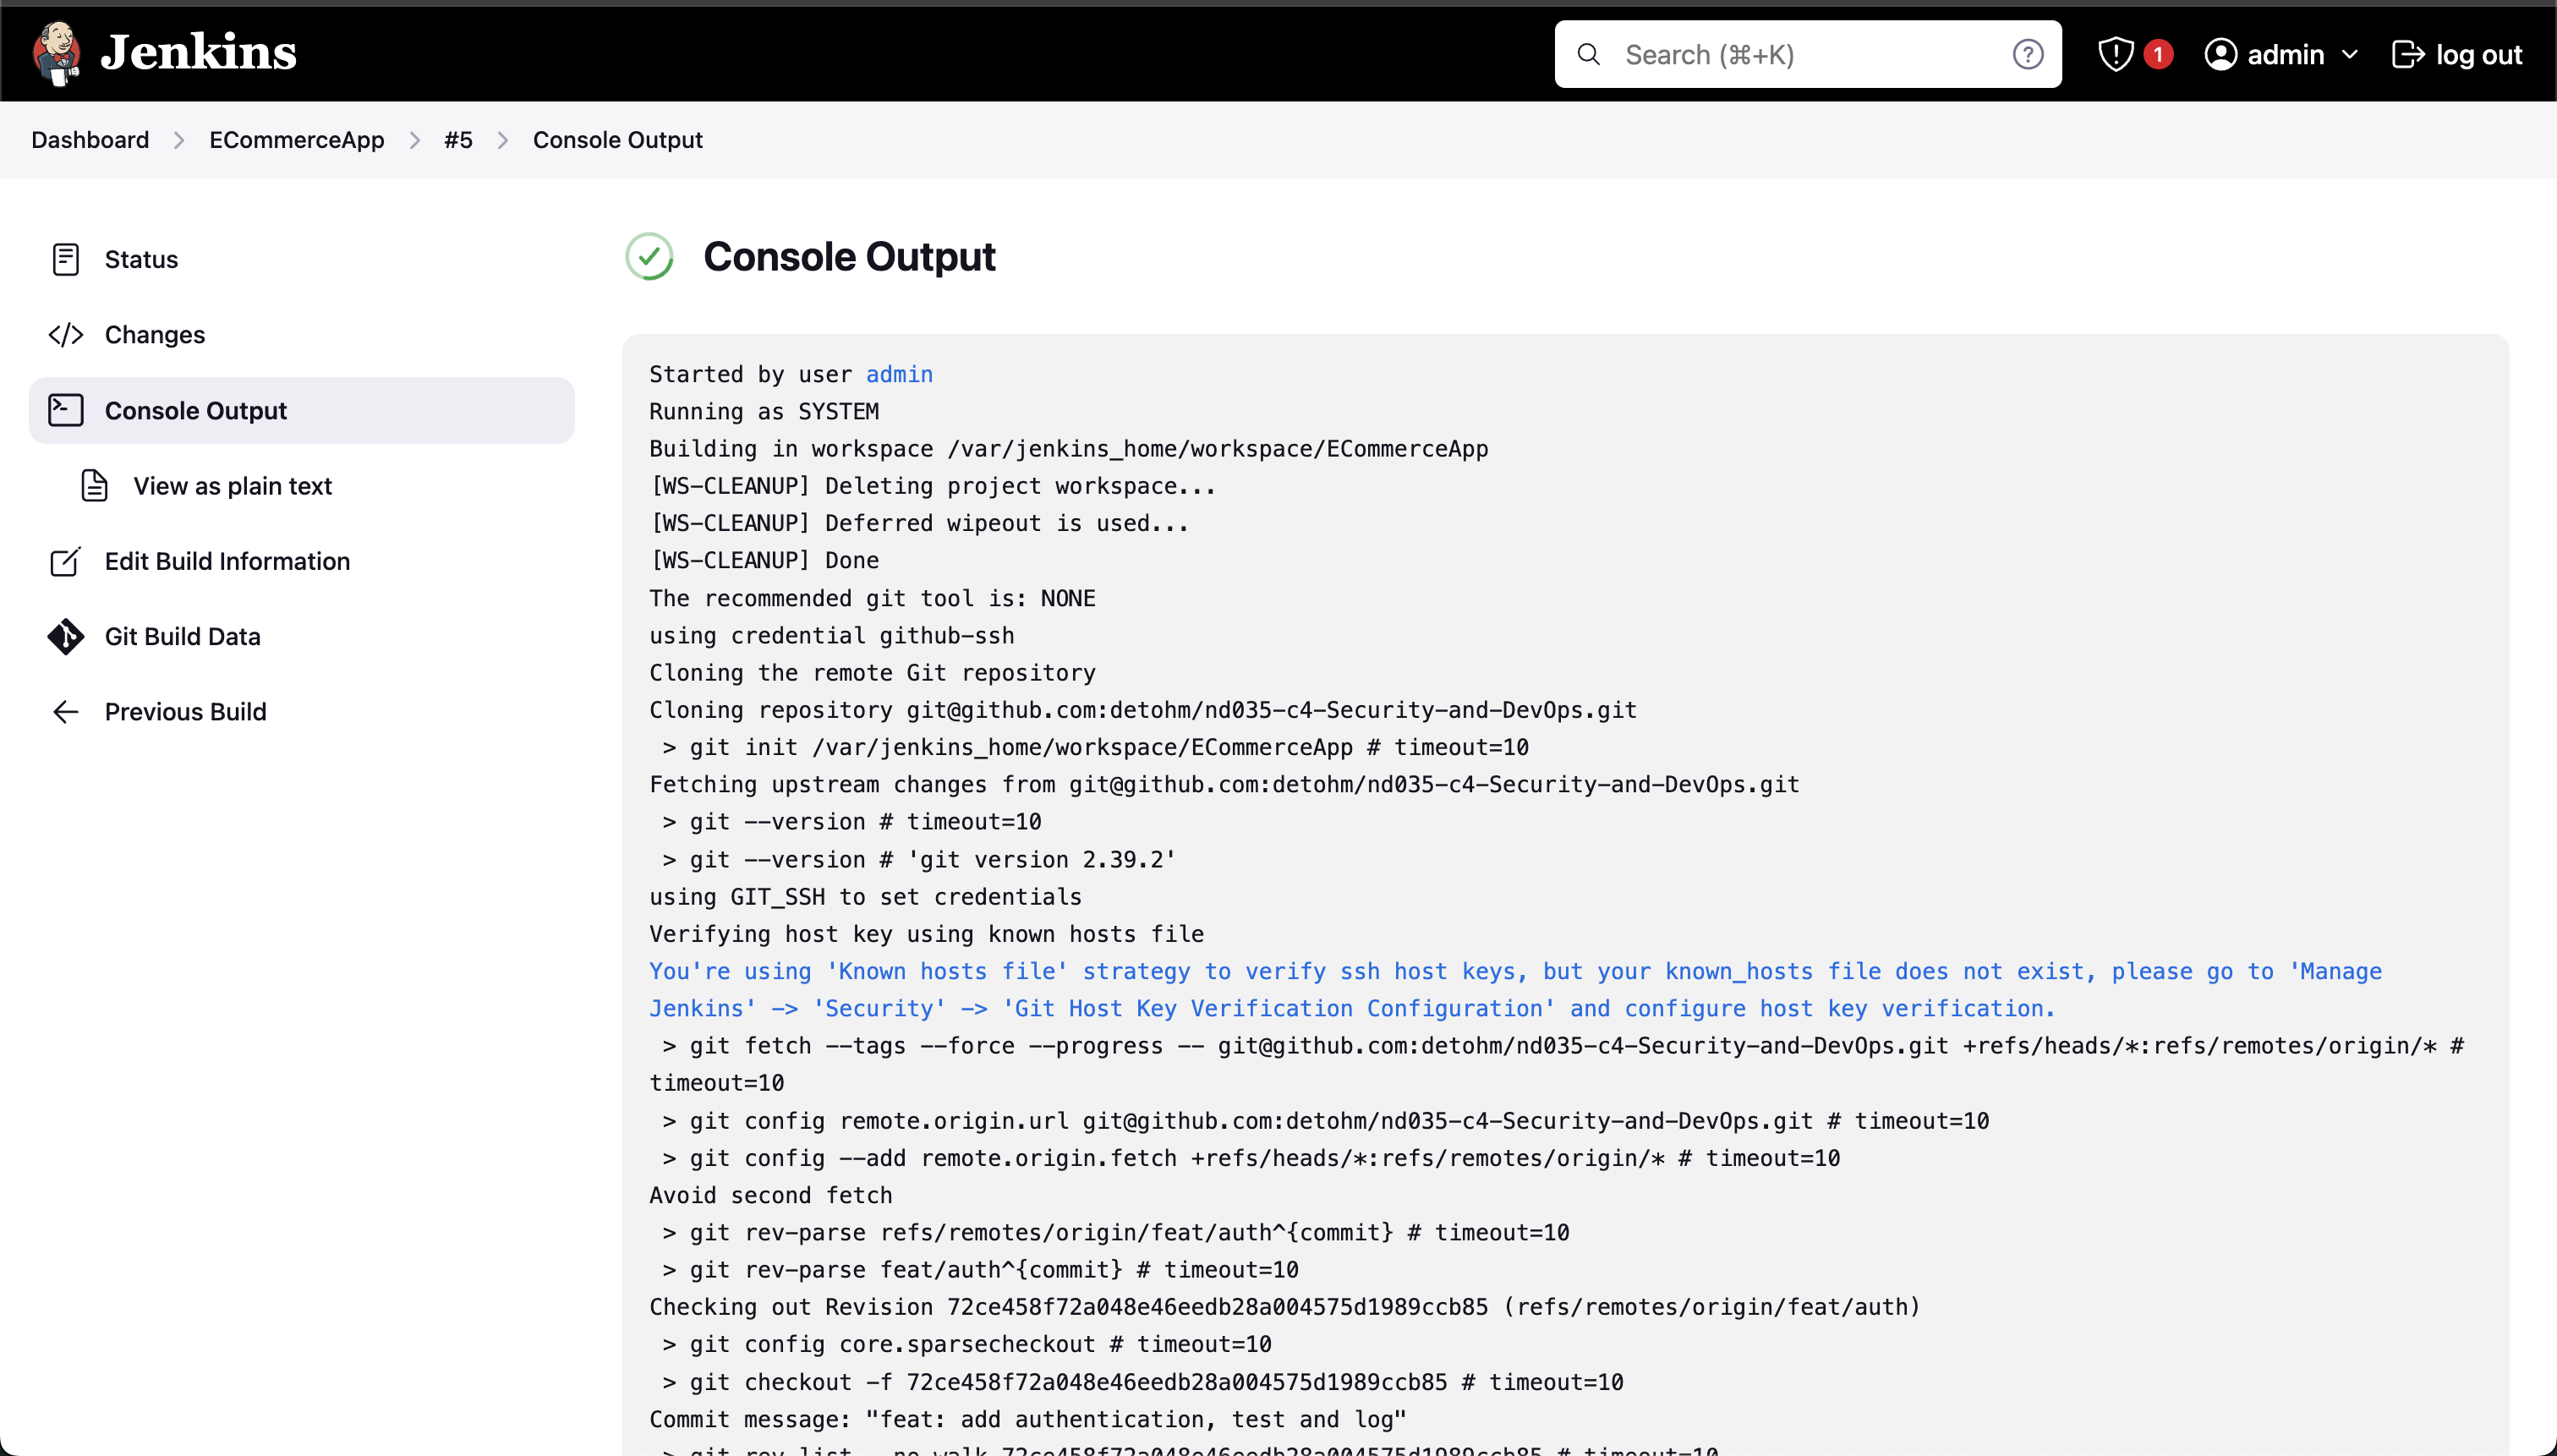 Jenkins
Search (⌘+K)
?
1
admin
log out
Dashboard
ECommerceApp
#5
Console Output
Status
Changes
Console Output
View as plain text
Edit Build Information
Git Build Data
Previous Build
Console Output
Started by user admin
Running as SYSTEM
Building in workspace /var/jenkins_home/workspace/ECommerceApp
[WS-CLEANUP] Deleting project workspace...
[WS-CLEANUP] Deferred wipeout is used...
[WS-CLEANUP] Done
The recommended git tool is: NONE
using credential github-ssh
Cloning the remote Git repository
Cloning repository git@github.com:detohm/nd035-c4-Security-and-DevOps.git
> git init /var/jenkins_home/workspace/ECommerceApp # timeout=10
Fetching upstream changes from git@github.com:detohm/nd035-c4-Security-and-DevOps.git
> git --version # timeout=10
> git --version # 'git version 2.39.2'
using GIT_SSH to set credentials
Verifying host key using known hosts file
You're using 'Known hosts file' strategy to verify ssh host keys, but your known_hosts file does not exist, please go to 'Manage
Jenkins' -> 'Security' -> 'Git Host Key Verification Configuration' and configure host key verification.
> git fetch --tags --force --progress -- git@github.com:detohm/nd035-c4-Security-and-DevOps.git +refs/heads/*:refs/remotes/origin/* #
timeout=10
> git config remote.origin.url git@github.com:detohm/nd035-c4-Security-and-DevOps.git # timeout=10
> git config --add remote.origin.fetch +refs/heads/*:refs/remotes/origin/* # timeout=10
Avoid second fetch
> git rev-parse refs/remotes/origin/feat/auth^{commit} # timeout=10
> git rev-parse feat/auth^{commit} # timeout=10
Checking out Revision 72ce458f72a048e46eedb28a004575d1989ccb85 (refs/remotes/origin/feat/auth)
> git config core.sparsecheckout # timeout=10
> git checkout -f 72ce458f72a048e46eedb28a004575d1989ccb85 # timeout=10
Commit message: "feat: add authentication, test and log"
> git rev-list --no-walk 72ce458f72a048e46eedb28a004575d1989ccb85 # timeout=10